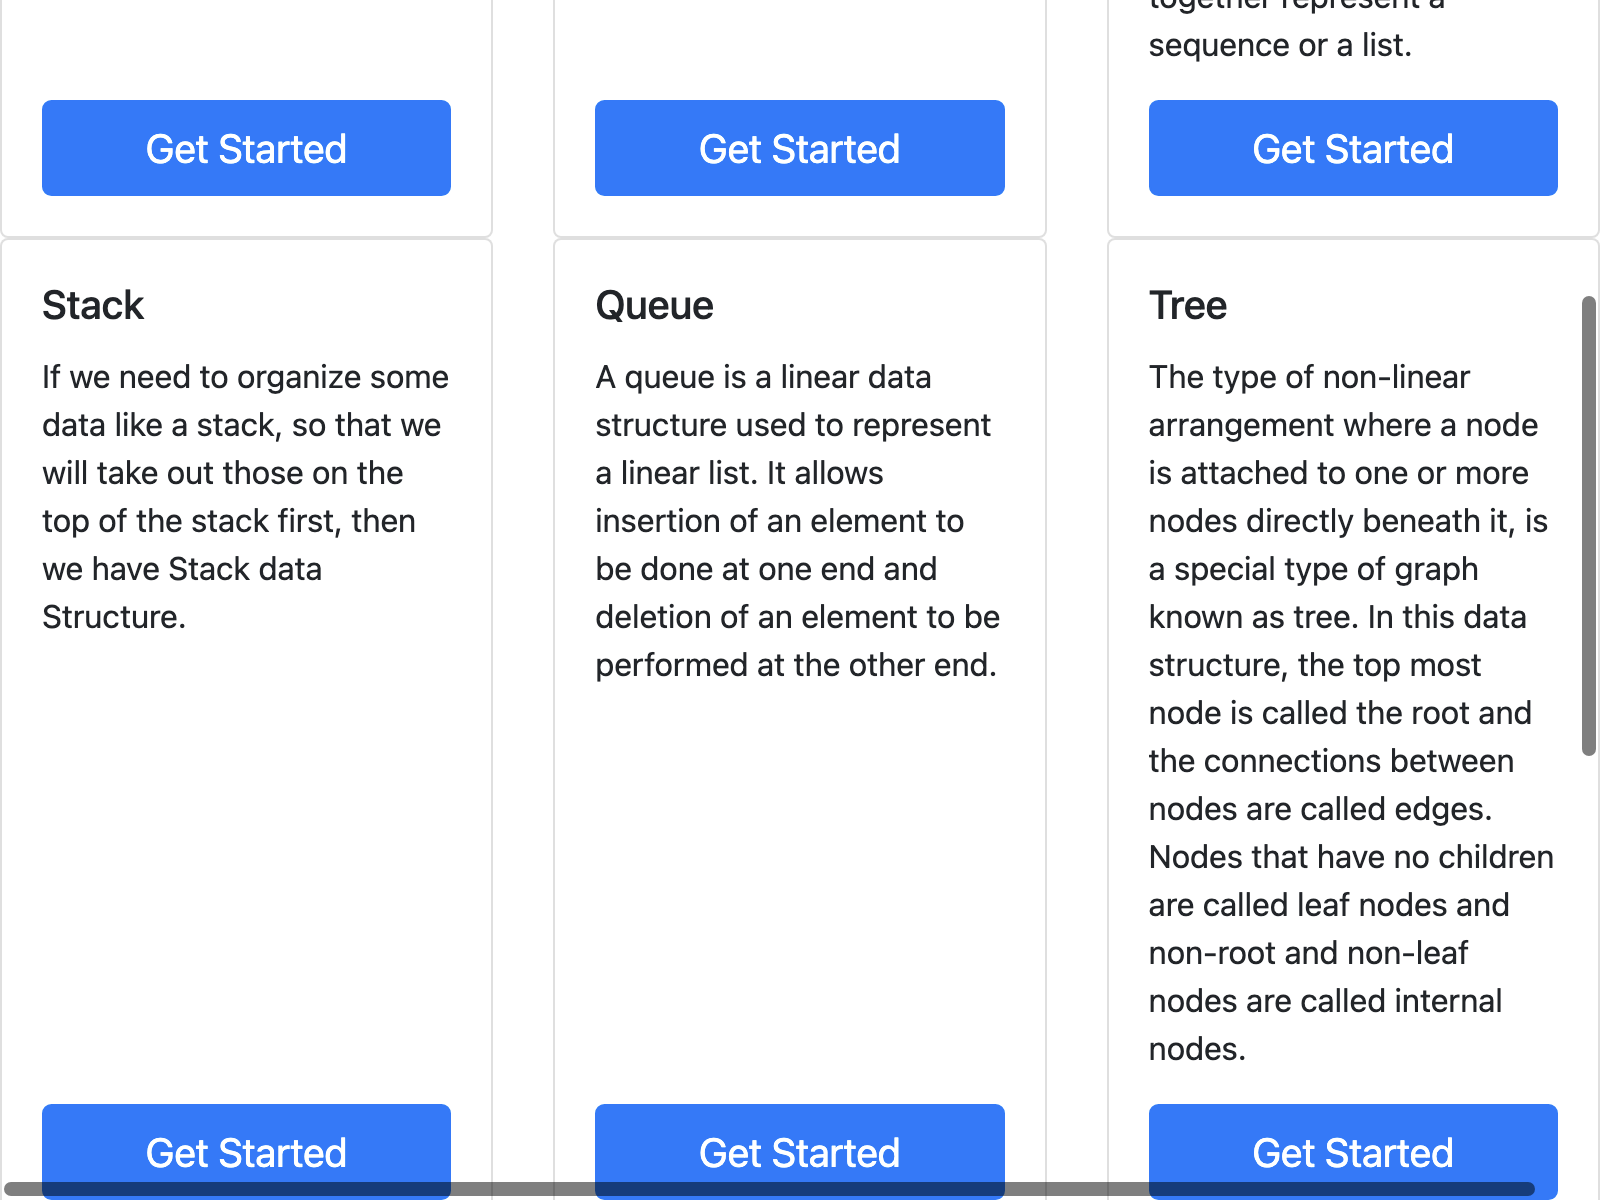 together represent a
sequence or a list.
Get Started
Get Started
Get Started
Stack
If we need to organize some
data like a stack, so that we
will take out those on the
top of the stack first, then
we have Stack data
Structure.
Get Started
Queue
A queue is a linear data
structure used to represent
a linear list. It allows
insertion of an element to
be done at one end and
deletion of an element to be
performed at the other end.
Get Started
Tree
The type of non-linear
arrangement where a node
is attached to one or more
nodes directly beneath it, is
a special type of graph
known as tree. In this data
structure, the top most
node is called the root and
the connections between
nodes are called edges.
Nodes that have no children
are called leaf nodes and
non-root and non-leaf
nodes are called internal
nodes.
Get Started